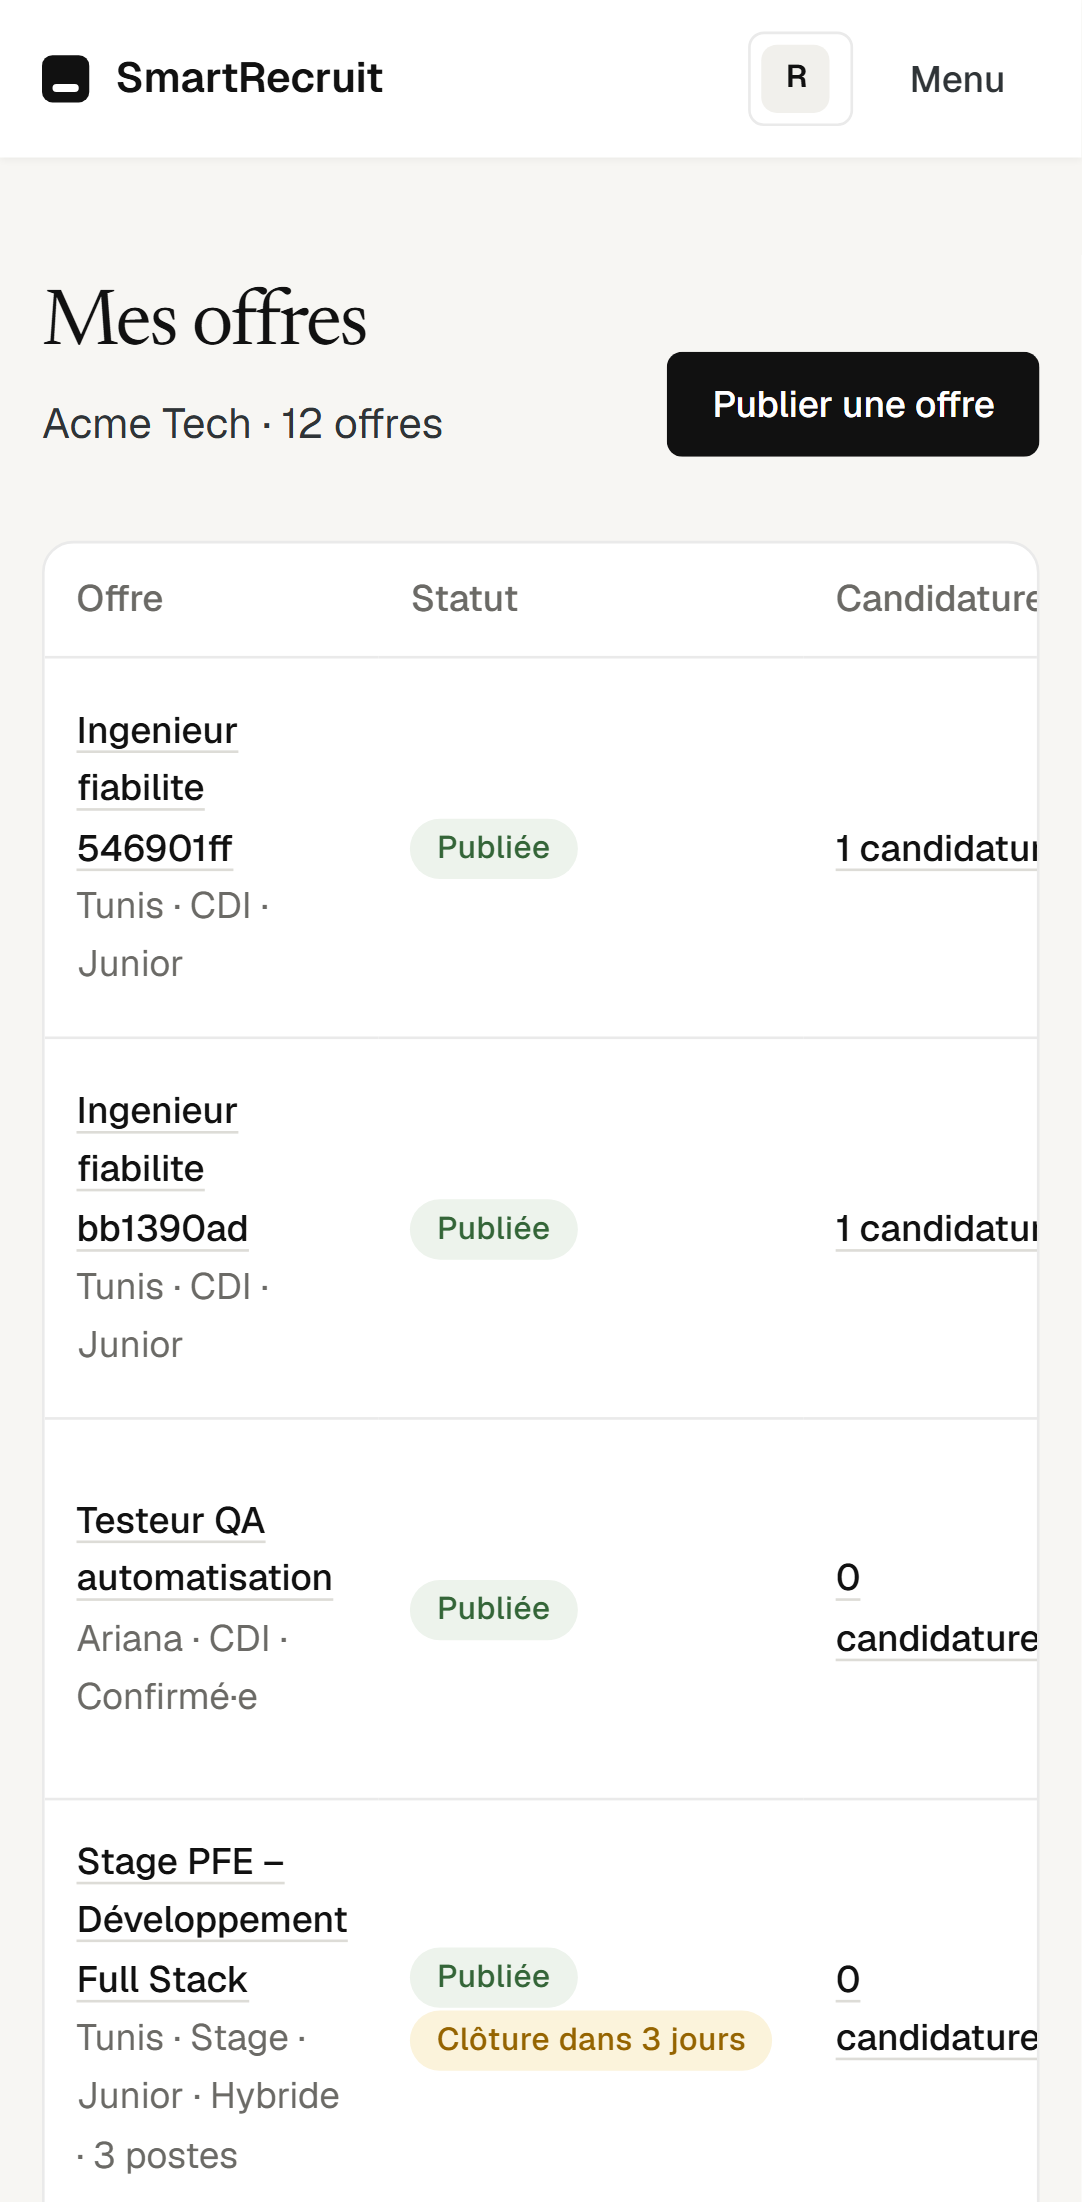 SmartRecruit
R
Menu
Mes offres
Acme Tech · 12 offres
Publier une offre
Offre
Statut
Candidature
Ingenieur
fiabilite
546901ff
Tunis · CDI ·
Junior
Publiée
1 candidatur
Ingenieur
fiabilite
bb1390ad
Tunis · CDI ·
Junior
Publiée
1 candidatur
Testeur QA
automatisation
Ariana · CDI ·
Confirmé·e
Publiée
0
candidature
Stage PFE –
Développement
Full Stack
Tunis · Stage ·
Junior · Hybride
· 3 postes
Publiée
Clôture dans 3 jours
0
candidature